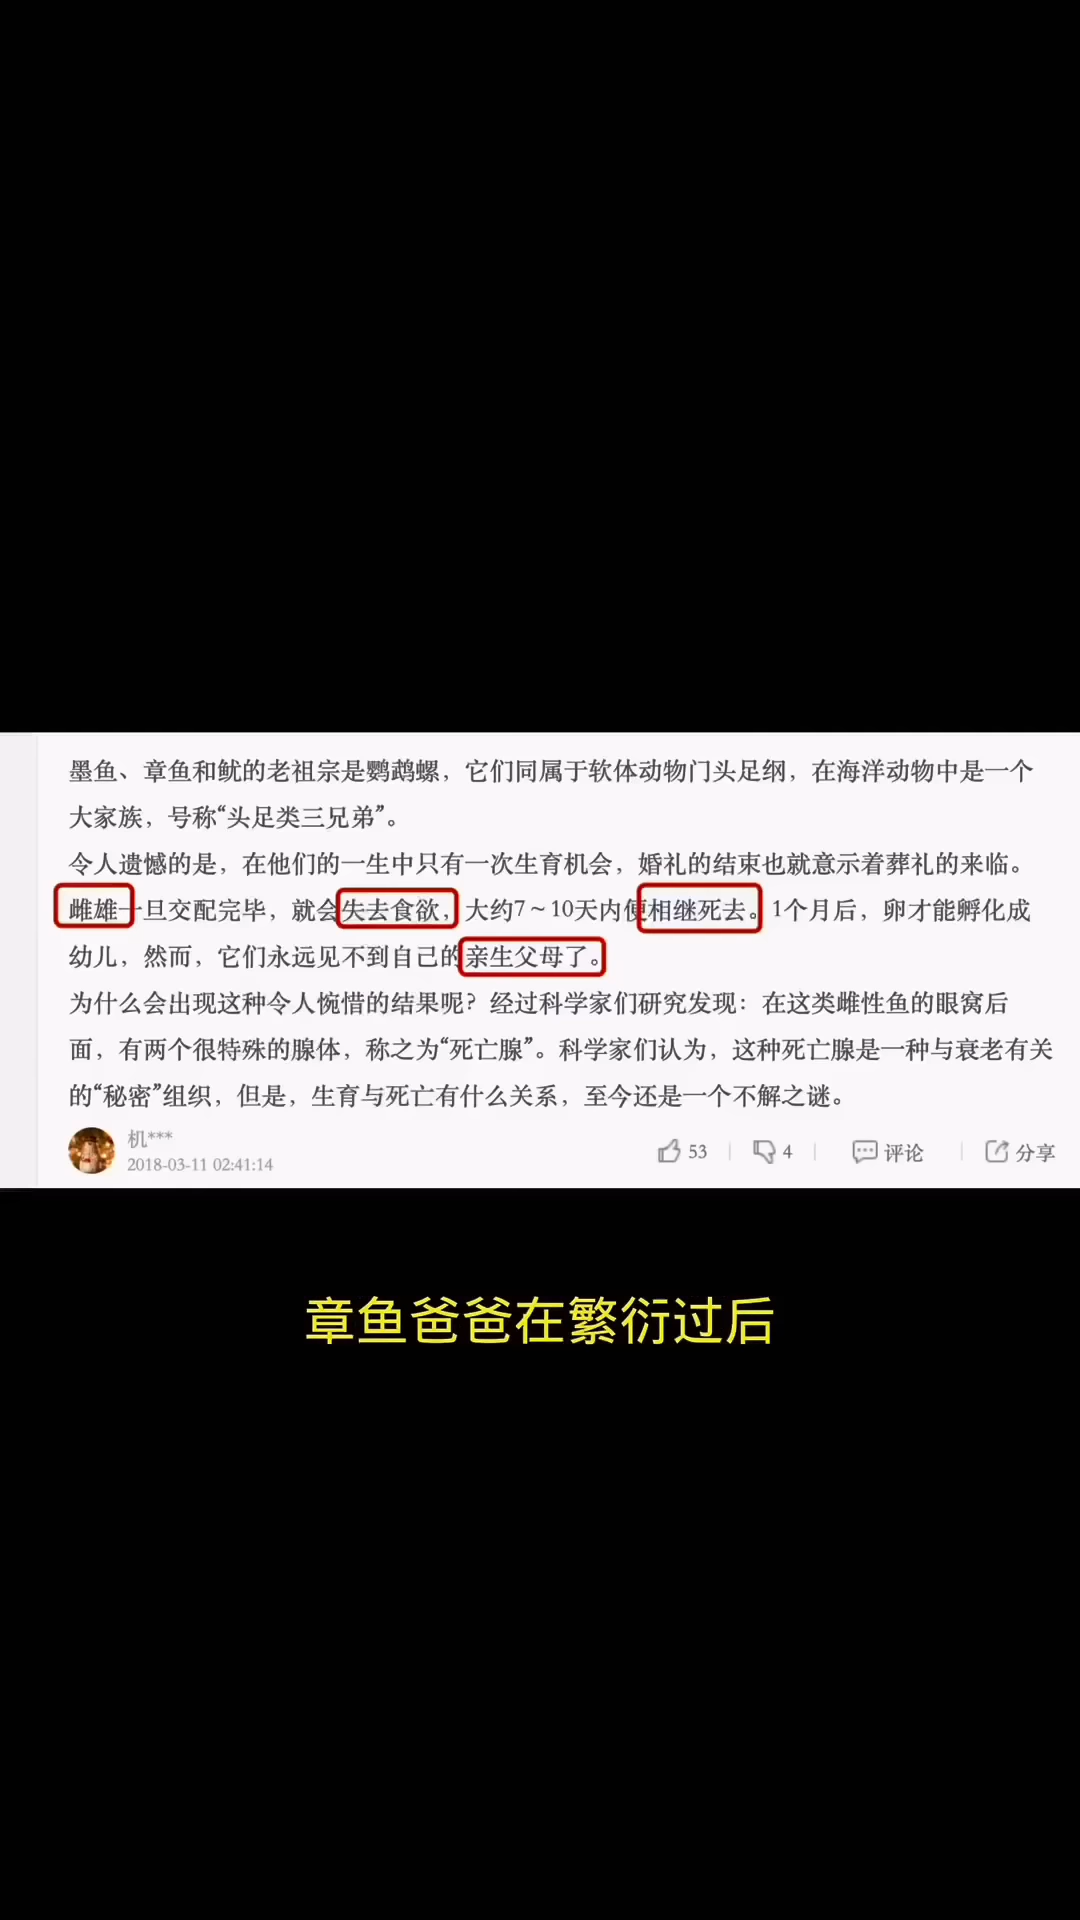 墨鱼、章鱼和鱿的老祖宗是鹦鹉螺，它们同属于软体动物门头足纲，在海洋动物中是一个
大家族，号称“头足类三兄弟”。
令人遗憾的是，在他们的一生中只有一次生育机会，婚礼的结束也就意示着葬礼的来临。
雌雄一旦交配完毕，就会失去食欲，大约7～10天内便相继死去。1个月后，卵才能孵化成
幼儿，然而，它们永远见不到自己的亲生父母了。
为什么会出现这种令人惋惜的结果呢？经过科学家们研究发现：在这类雌性鱼的眼窝后
面，有两个很特殊的腺体，称之为“死亡腺”。科学家们认为，这种死亡腺是一种与衰老有关
的“秘密”组织，但是，生育与死亡有什么关系，至今还是一个不解之谜。
机***
2018-03-11 02:41:14
53
4
评论
分享
章鱼爸爸在繁衍过后